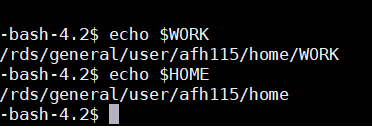 -bash-4.2$ echo $WORK
/rds/general/user/afh115/home/WORK
-bash-4.2$ echo $HOME
/rds/general/user/afh115/home
-bash-4.2$